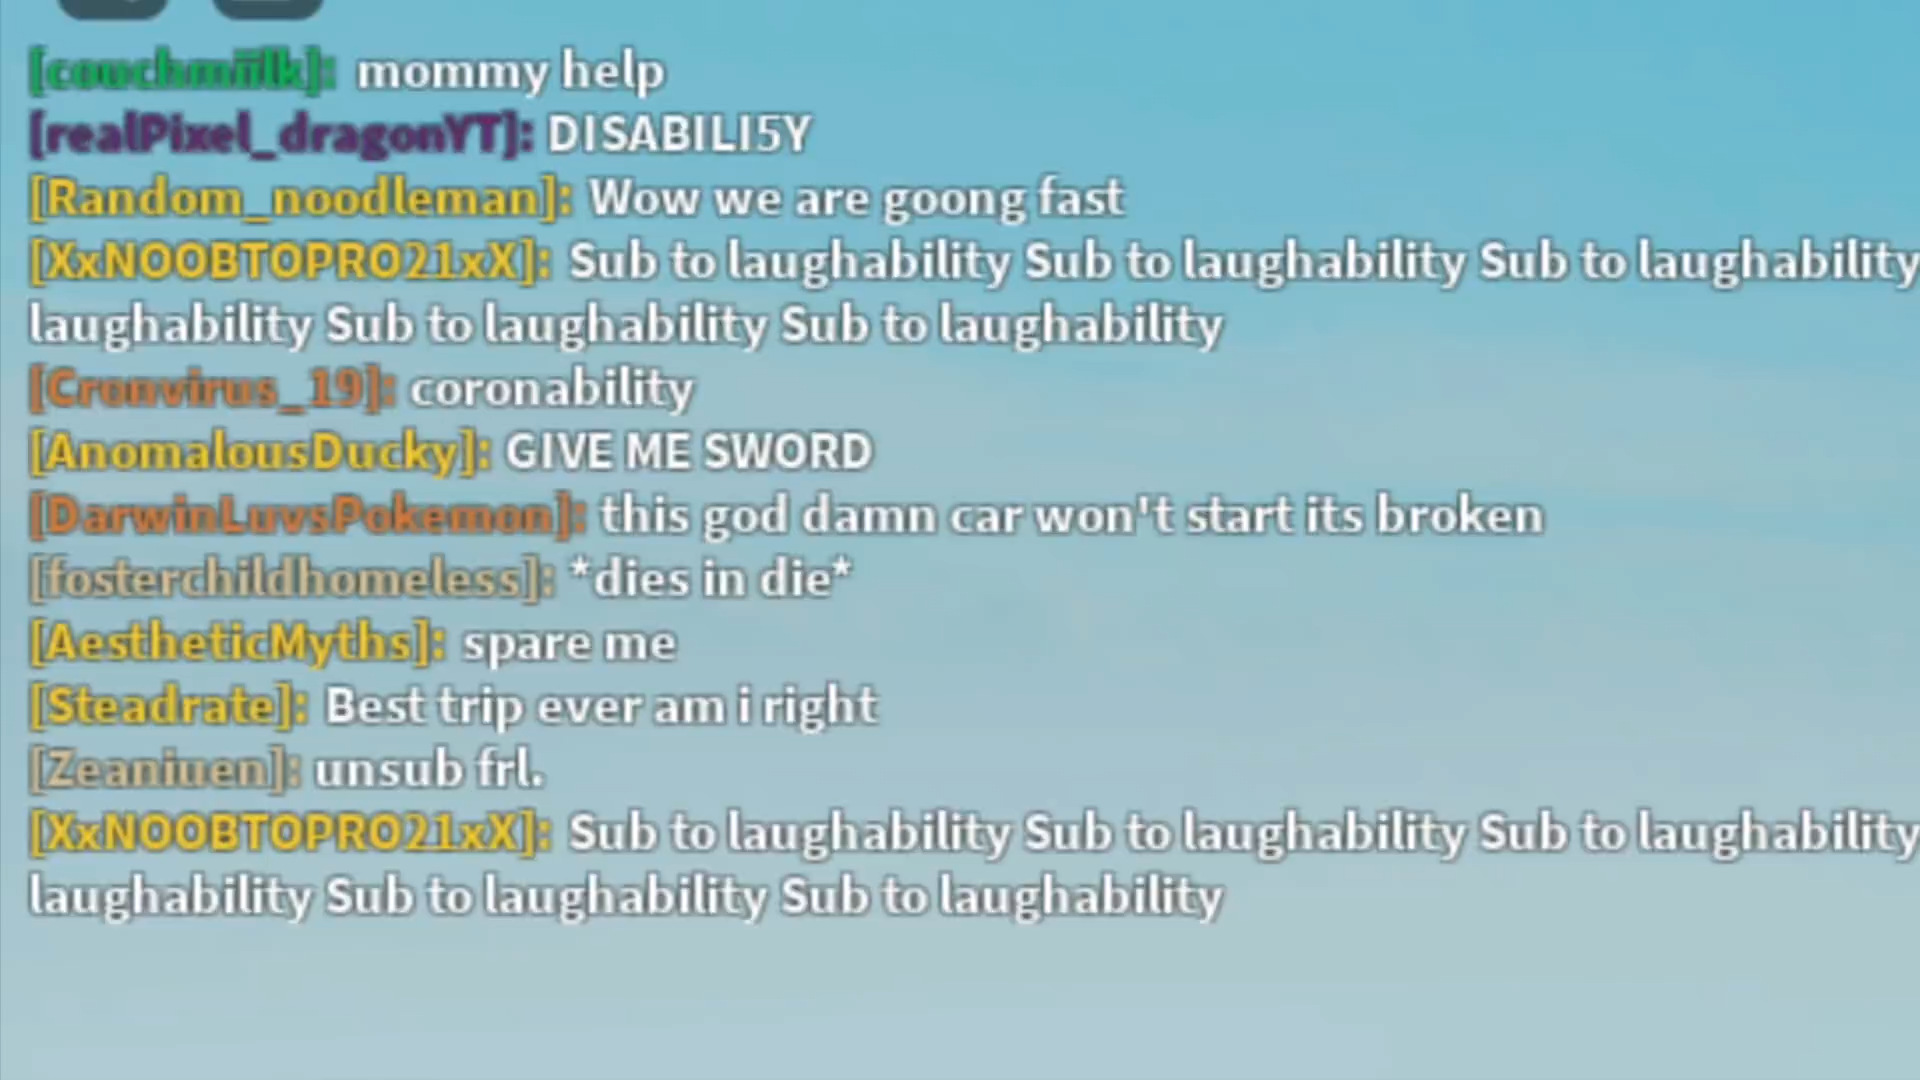 [couchmiilk]: mommy help
[realPixel_dragonYT]: DISABILI5Y
[Random_noodleman]: Wow we are goong fast
[XxNOOBTOPRO21xX]: Sub to laughability Sub to laughability Sub to laughability
laughability Sub to laughability Sub to laughability
[Cronvirus_19]: coronability
[AnomalousDucky]: GIVE ME SWORD
[DarwinLuvsPokemon]: this god damn car won't start its broken
[fosterchildhomeless]: *dies in die*
[AestheticMyths]: spare me
[Steadrate]: Best trip ever am i right
[Zeaniuen]: unsub frl.
[XxNOOBTOPRO21xX]: Sub to laughability Sub to laughability Sub to laughability
laughability Sub to laughability Sub to laughability